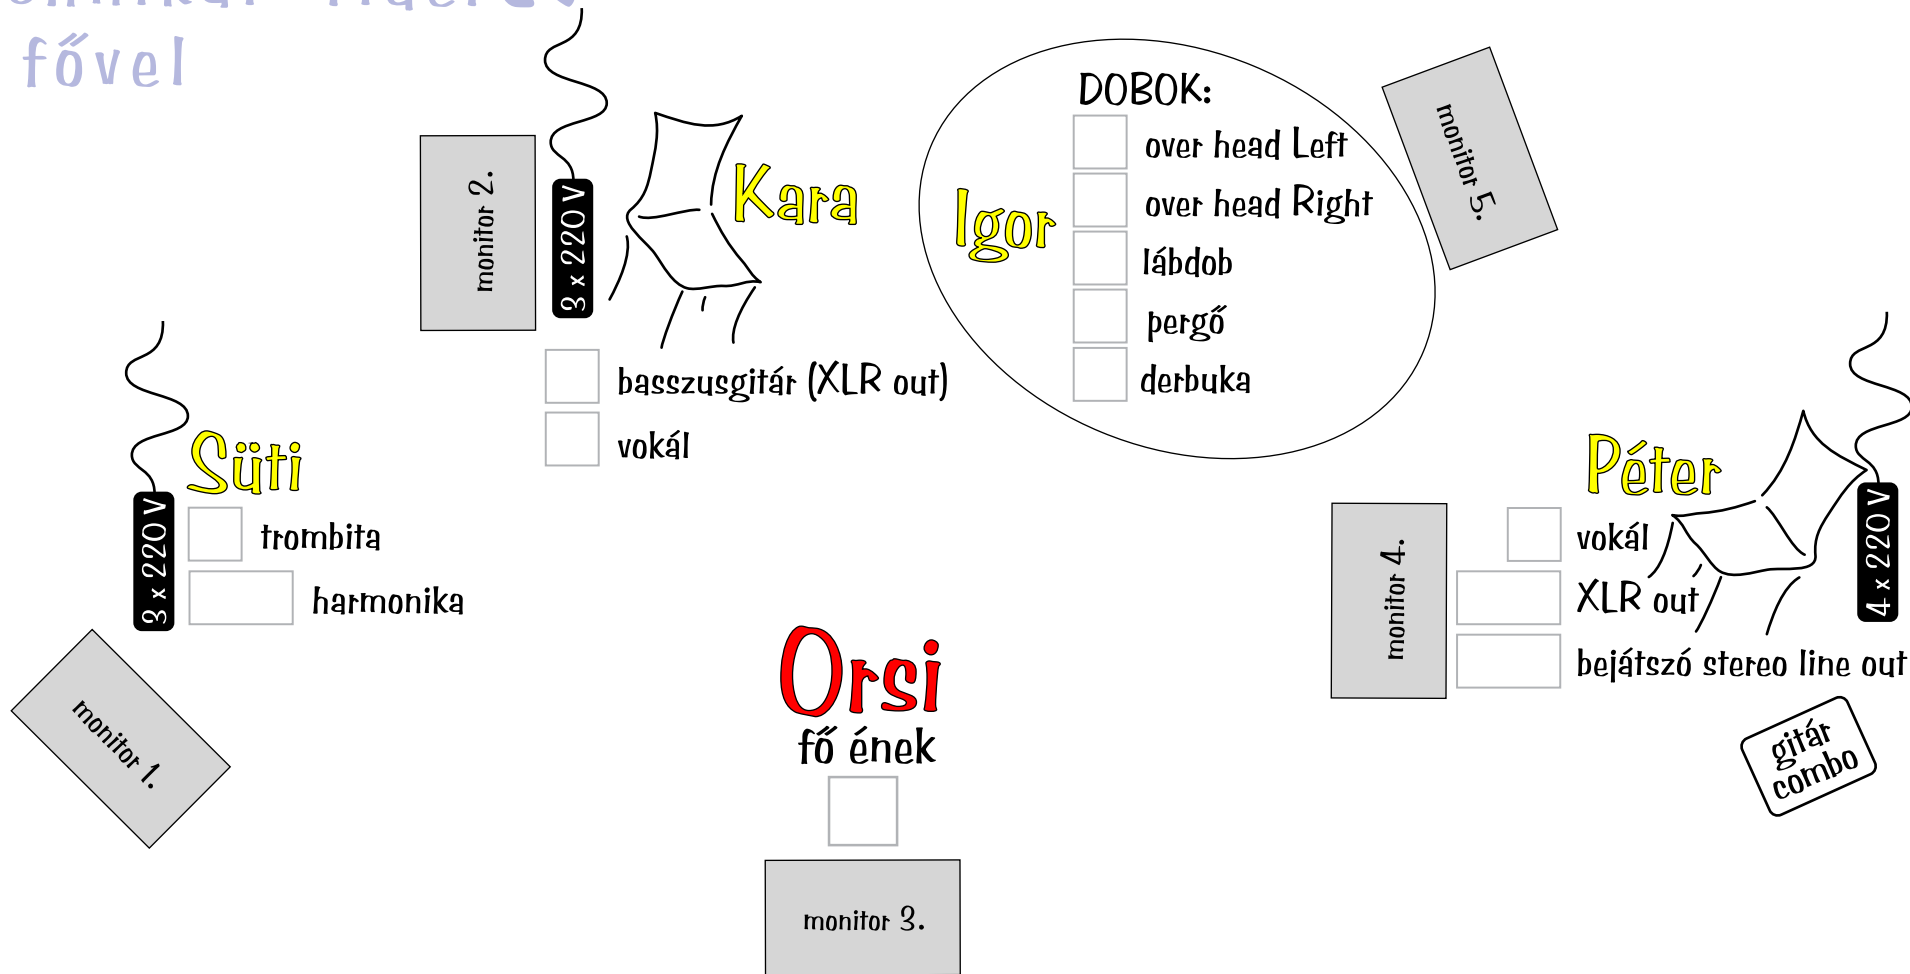 fővel
DOBOK:
over head Left
over head Right
lábdob
pergő
derbuka
Igor
monitor 5.
monitor 2.
3 x 220 V
Kara
basszusgitár (XLR out)
vokál
Süti
3 x 220 V
trombita
harmonika
monitor 1.
Orsi
fő ének
monitor 3.
Péter
monitor 4.
vokál
XLR out
bejátszó stereo line out
4 x 220 V
gitár
combo